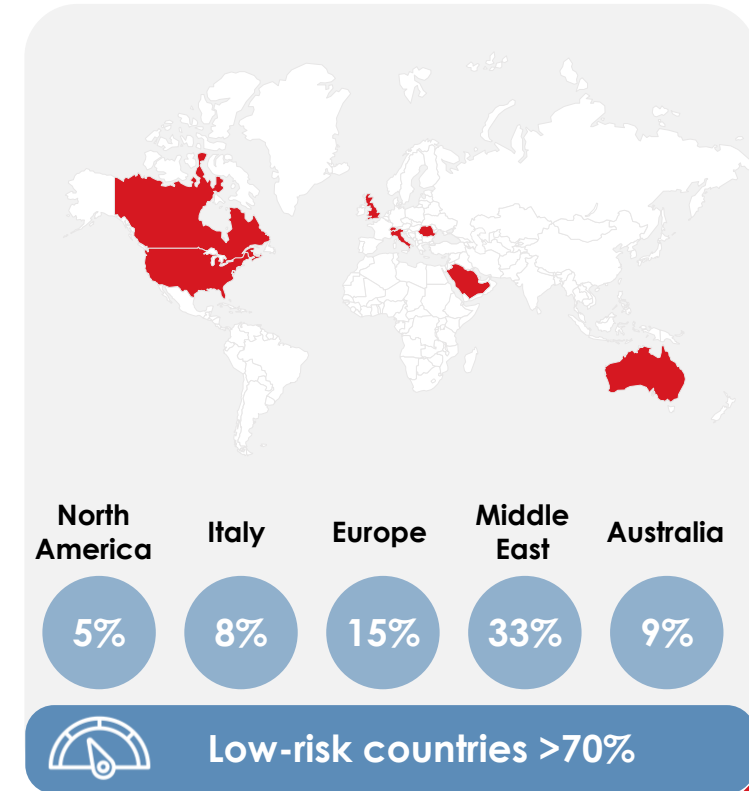 North
America
Italy
Europe
Middle
East
Australia
5%
8%
15%
33%
9%
Low-risk countries >70%